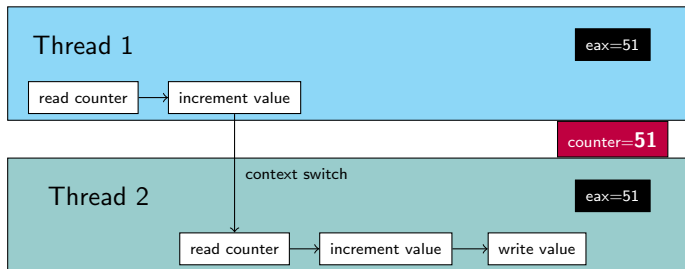 Thread 1
eax=51
read counter
increment value
counter=51
context switch
Thread 2
eax=51
read counter
increment value
write value